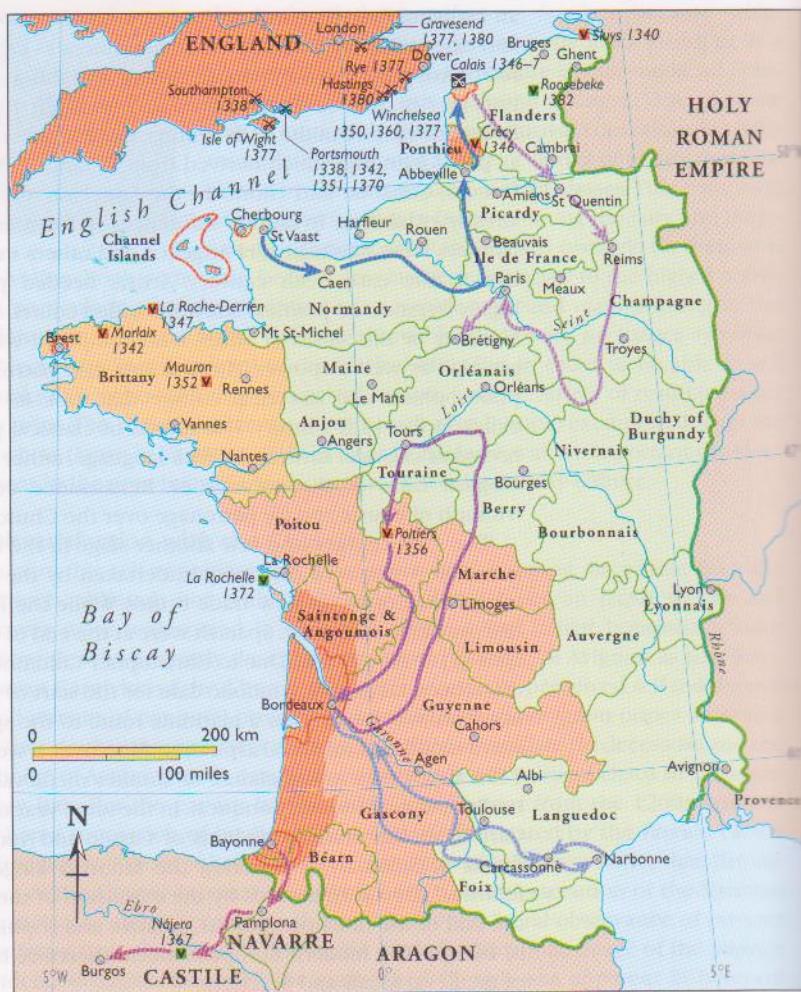 ENGLAND
London
Gravesend
1377, 1380
Dover
Rye 1377
Hastings
1380
Southampton
1338
Winchelsea
1350, 1360, 1377
Isle of Wight
1377
Portsmouth
1338, 1342,
1351, 1370
Bruges
Sluys 1340
Ghent
Calais 1346–7
Roosebeke
1382
Flanders
HOLY
ROMAN
EMPIRE
Crécy
1346
Ponthieu
Cambrai
Abbeville
Amiens
St Quentin
Picardy
English Channel
Channel
Islands
Cherbourg
St Vaast
Harfleur
Rouen
Beauvais
Ile de France
Reims
Caen
Paris
Meaux
Champagne
Normandy
Seine
La Roche-Derrien
1347
Morlaix
1342
Mt St-Michel
Brétigny
Troyes
Brest
Mauron
1352
Brittany
Rennes
Maine
Le Mans
Orléanais
Orléans
Vannes
Anjou
Angers
Loire
Tours
Duchy of
Burgundy
Nivernais
Nantes
Touraine
Bourges
Berry
Poitou
Poitiers
1356
Bourbonnais
La Rochelle
La Rochelle
1372
Marche
Limoges
Lyon
Lyonnais
Saintonge &
Angoumois
Limousin
Auvergne
Rhône
Bay of
Biscay
Bordeaux
Guyenne
Cahors
Garonne
0 200 km
0 100 miles
Agen
Albi
Avignon
Provence
N
Gascony
Toulouse
Languedoc
Bayonne
Béarn
Carcassonne
Narbonne
Foix
Ebro
Pamplona
Nájera
1367
NAVARRE
ARAGON
Burgos
CASTILE
5°W
0°
5°E